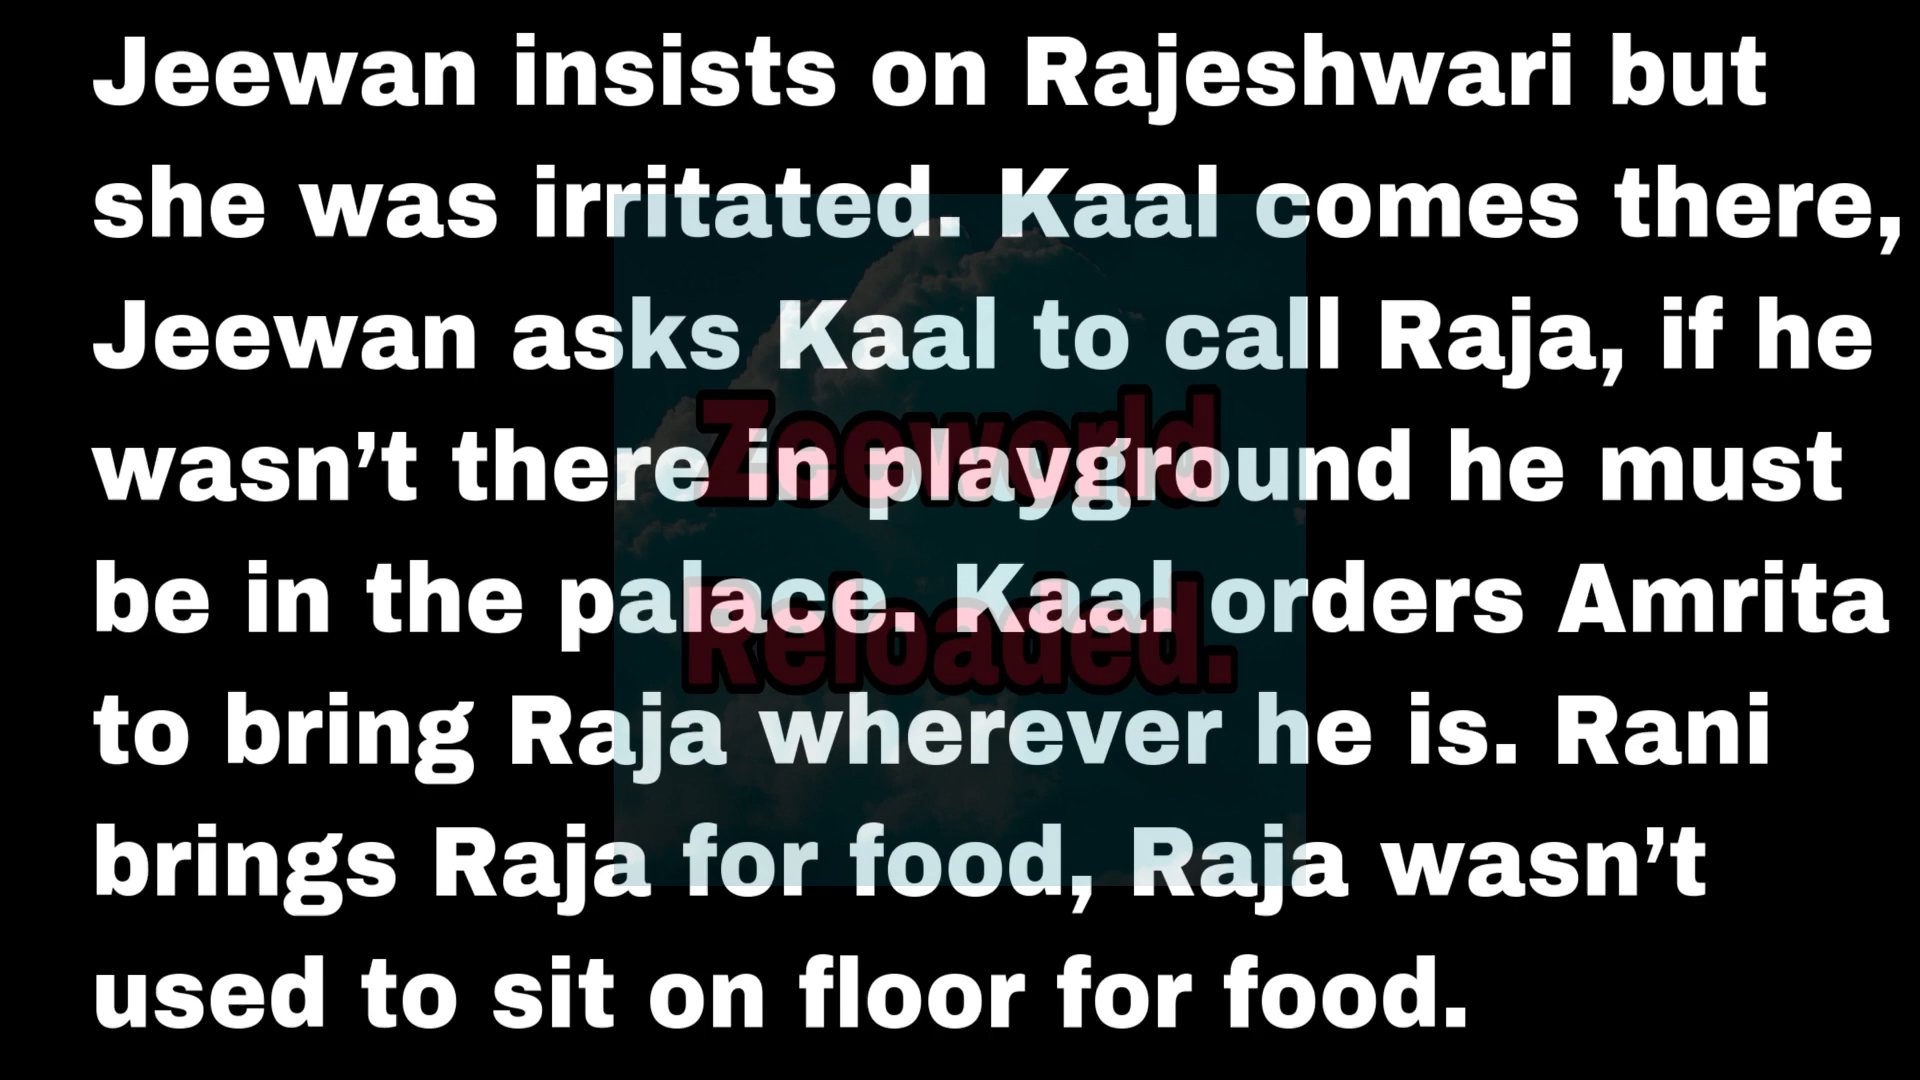 Jeewan insists on Rajeshwari but
she was irritated. Kaal comes there,
Jeewan asks Kaal to call Raja, if he
wasn’t there in playground he must
be in the palace. Kaal orders Amrita
to bring Raja wherever he is. Rani
brings Raja for food, Raja wasn’t
used to sit on floor for food.
Zeeworld
Reloaded.